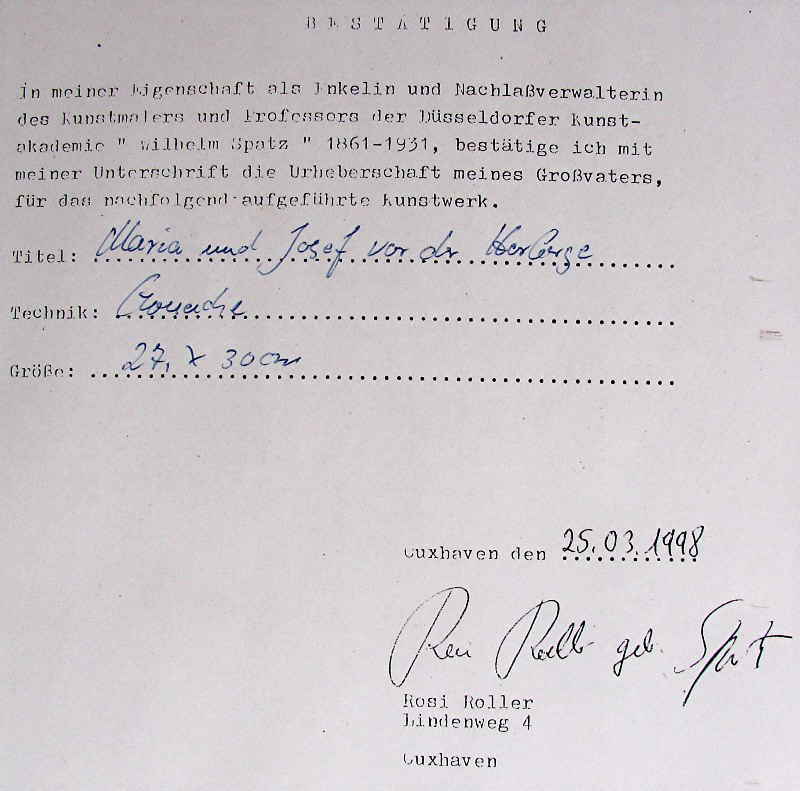 BESTÄTIGUNG
In meiner Eigenschaft als Enkelin und Nachlaßverwalterin
des Kunstmalers und Professors der Düsseldorfer Kunst-
akademie " Wilhelm Spatz " 1861-1931, bestätige ich mit
meiner Unterschrift die Urheberschaft meines Großvaters,
für das nachfolgend aufgeführte Kunstwerk.
Titel: Maria und Josef vor dr Herberge
Technik: Gouache
Größe: 27, x 30 cm
Cuxhaven den 25.03.1998
Rosi Roller geb. Spatz
Rosi Roller
Lindenweg 4
Cuxhaven